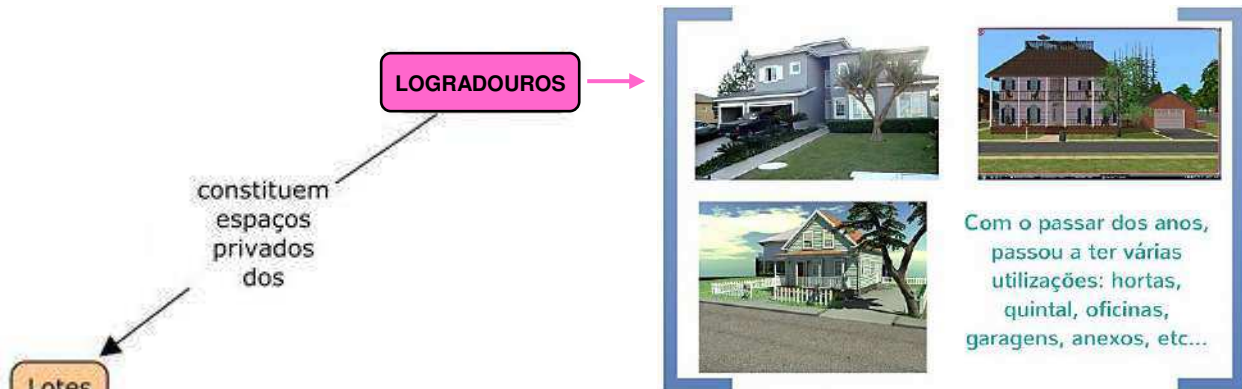 LOGRADOUROS
constituem
espaços
privados
dos
Lotes
Com o passar dos anos,
passou a ter várias
utilizações: hortas,
quintal, oficinas,
garagens, anexos, etc...